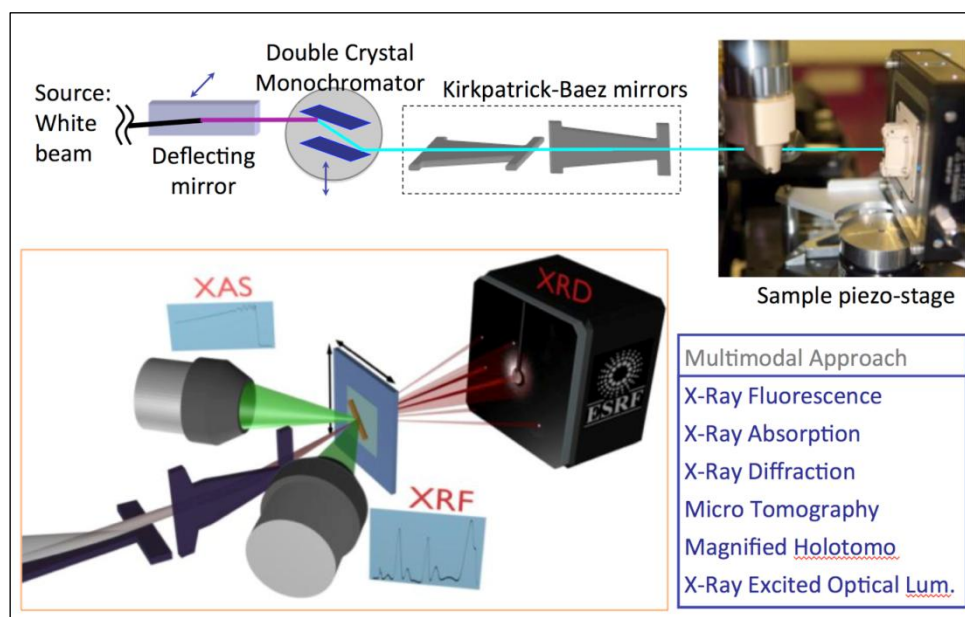 Double Crystal
Monochromator
Source:
White
beam
Deflecting
mirror
Kirkpatrick-Baez mirrors
Sample piezo-stage
XAS
XRD
ESRF
XRF
Multimodal Approach
X-Ray Fluorescence
X-Ray Absorption
X-Ray Diffraction
Micro Tomography
Magnified Holotomo
X-Ray Excited Optical Lum.